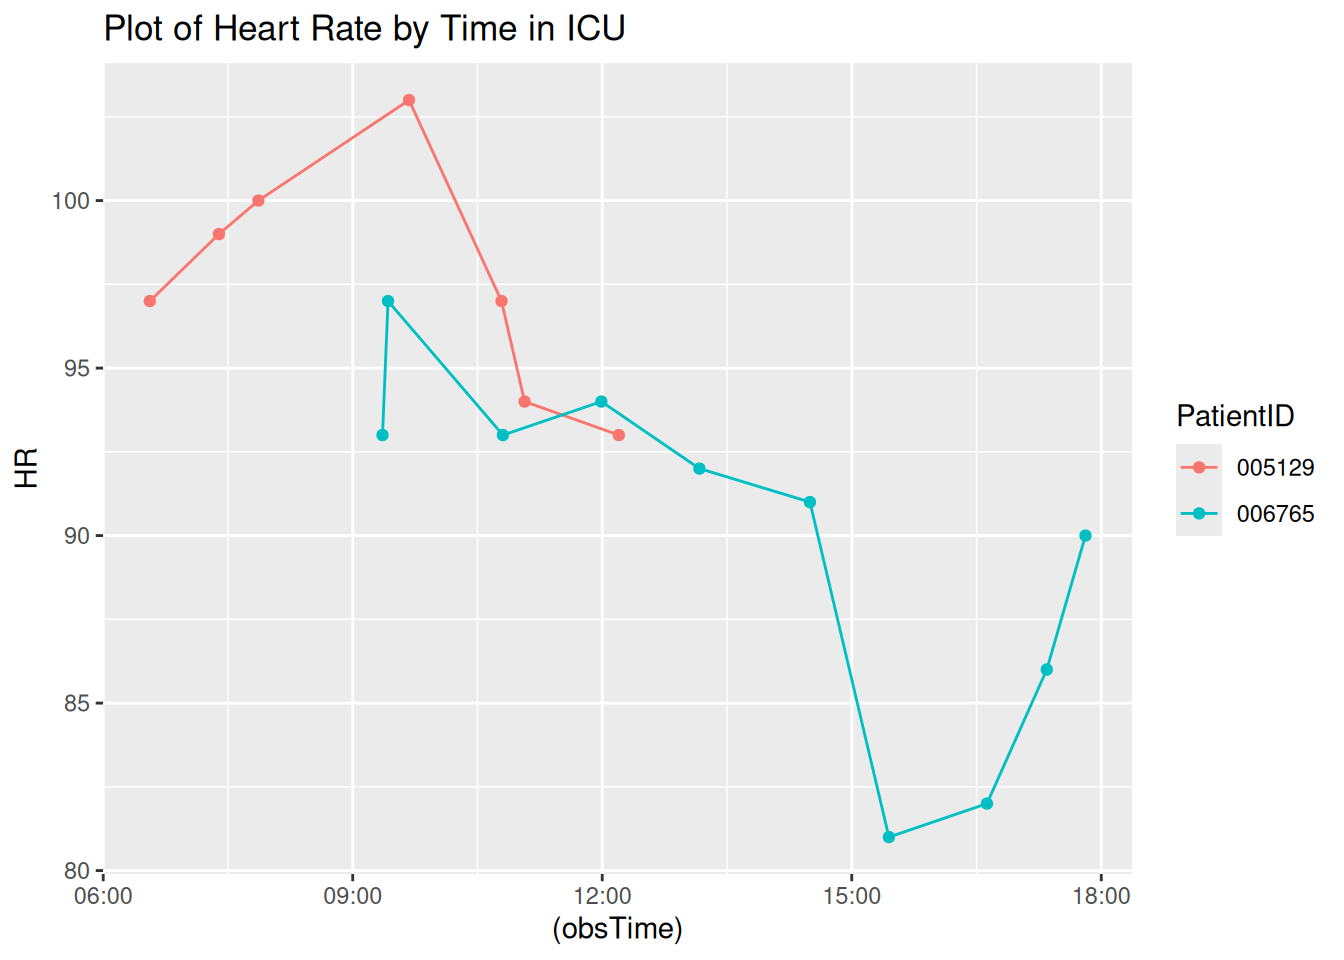 Plot of Heart Rate by Time in ICU
HR
100
95
90
85
80
06:00 09:00 12:00 15:00 18:00
(obsTime)
PatientID
005129
006765